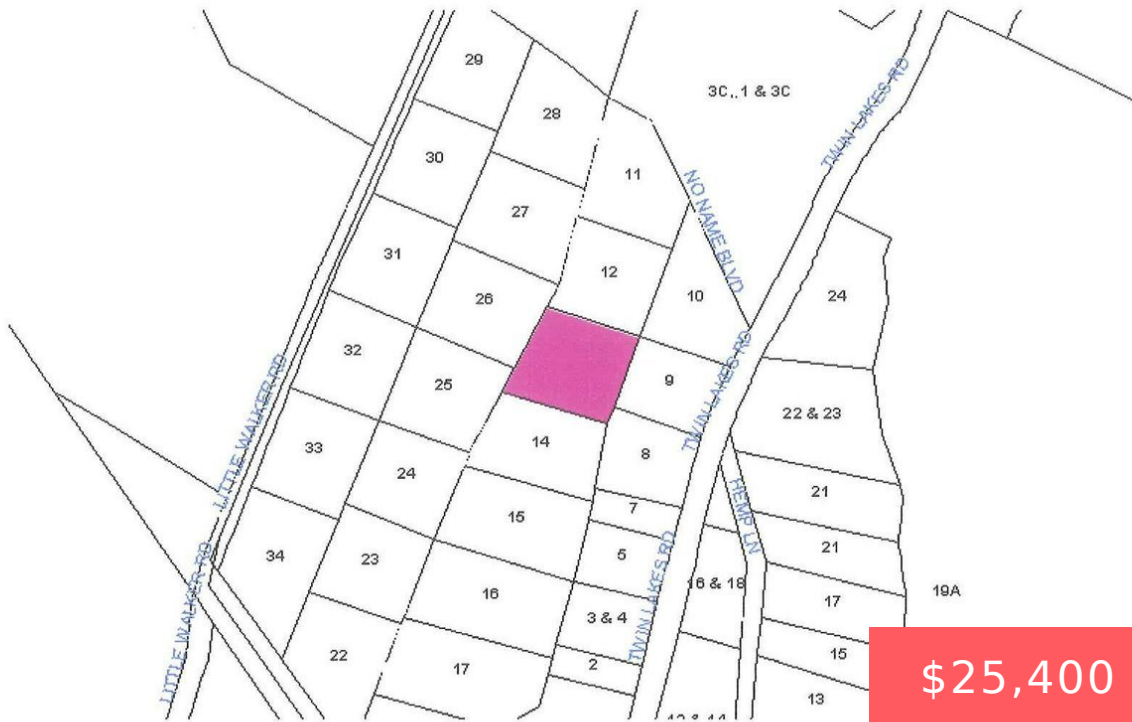 29
28
3C,,1 & 3C
TWIN LAKES RD
30
11
27
NO NAME BLVD
31
12
26
10
24
32
25
9
TWIN LAKES RD
22 & 23
LITTLE WALKER RD
14
8
33
24
21
15
7
HEMP LN
34
23
5
21
16
16 & 18
17
19A
3 & 4
TWIN LAKES RD
LITTLE WALKER RD
22
17
2
15
13
12 & 14
$25,400